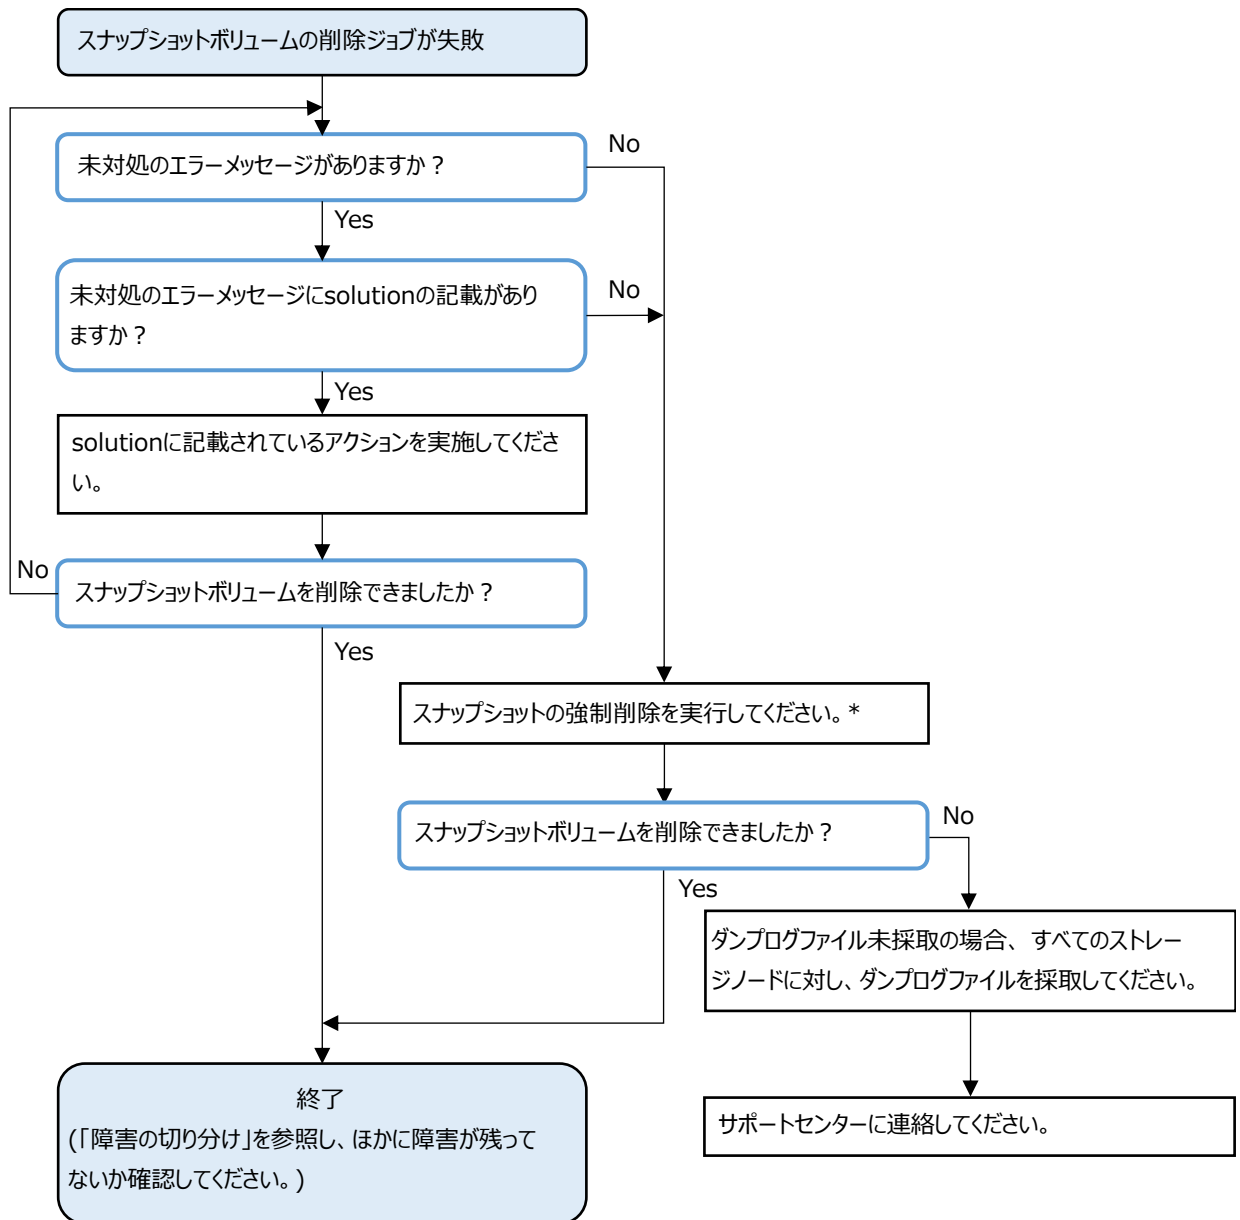 スナップショットボリュームの削除ジョブが失敗
未対処のエラーメッセージがありますか？
No
Yes
未対処のエラーメッセージにsolutionの記載があり
ますか？
No
Yes
solutionに記載されているアクションを実施してくださ
い。
No
スナップショットボリュームを削除できましたか？
Yes
スナップショットの強制削除を実行してください。*
スナップショットボリュームを削除できましたか？
No
Yes
ダンプログファイル未採取の場合、すべてのストレー
ジノードに対し、ダンプログファイルを採取してください。
サポートセンターに連絡してください。
終了
(「障害の切り分け」を参照し、ほかに障害が残って
ないか確認してください。)